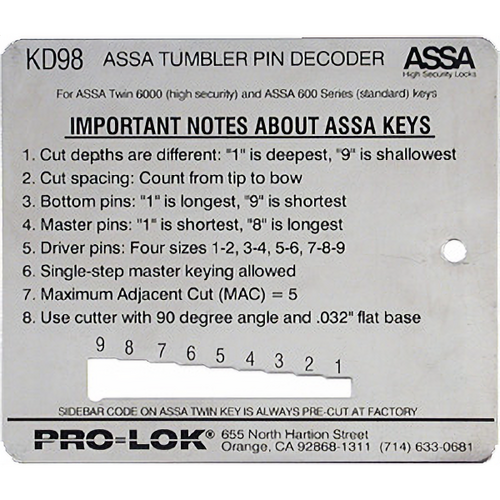 KD98 ASSA TUMBLER PIN DECODER ASSA
High Security Locks
For ASSA Twin 6000 (high security) and ASSA 600 Series (standard) keys
IMPORTANT NOTES ABOUT ASSA KEYS
1. Cut depths are different: "1" is deepest, "9" is shallowest
2. Cut spacing: Count from tip to bow
3. Bottom pins: "1" is longest, "9" is shortest
4. Master pins: "1" is shortest, "8" is longest
5. Driver pins: Four sizes 1-2, 3-4, 5-6, 7-8-9
6. Single-step master keying allowed
7. Maximum Adjacent Cut (MAC) = 5
8. Use cutter with 90 degree angle and .032" flat base
9 8 7 6 5 4 3 2 1
SIDEBAR CODE ON ASSA TWIN KEY IS ALWAYS PRE-CUT AT FACTORY
PRO=LOK® 655 North Hartion Street
Orange, CA 92868-1311 (714) 633-0681